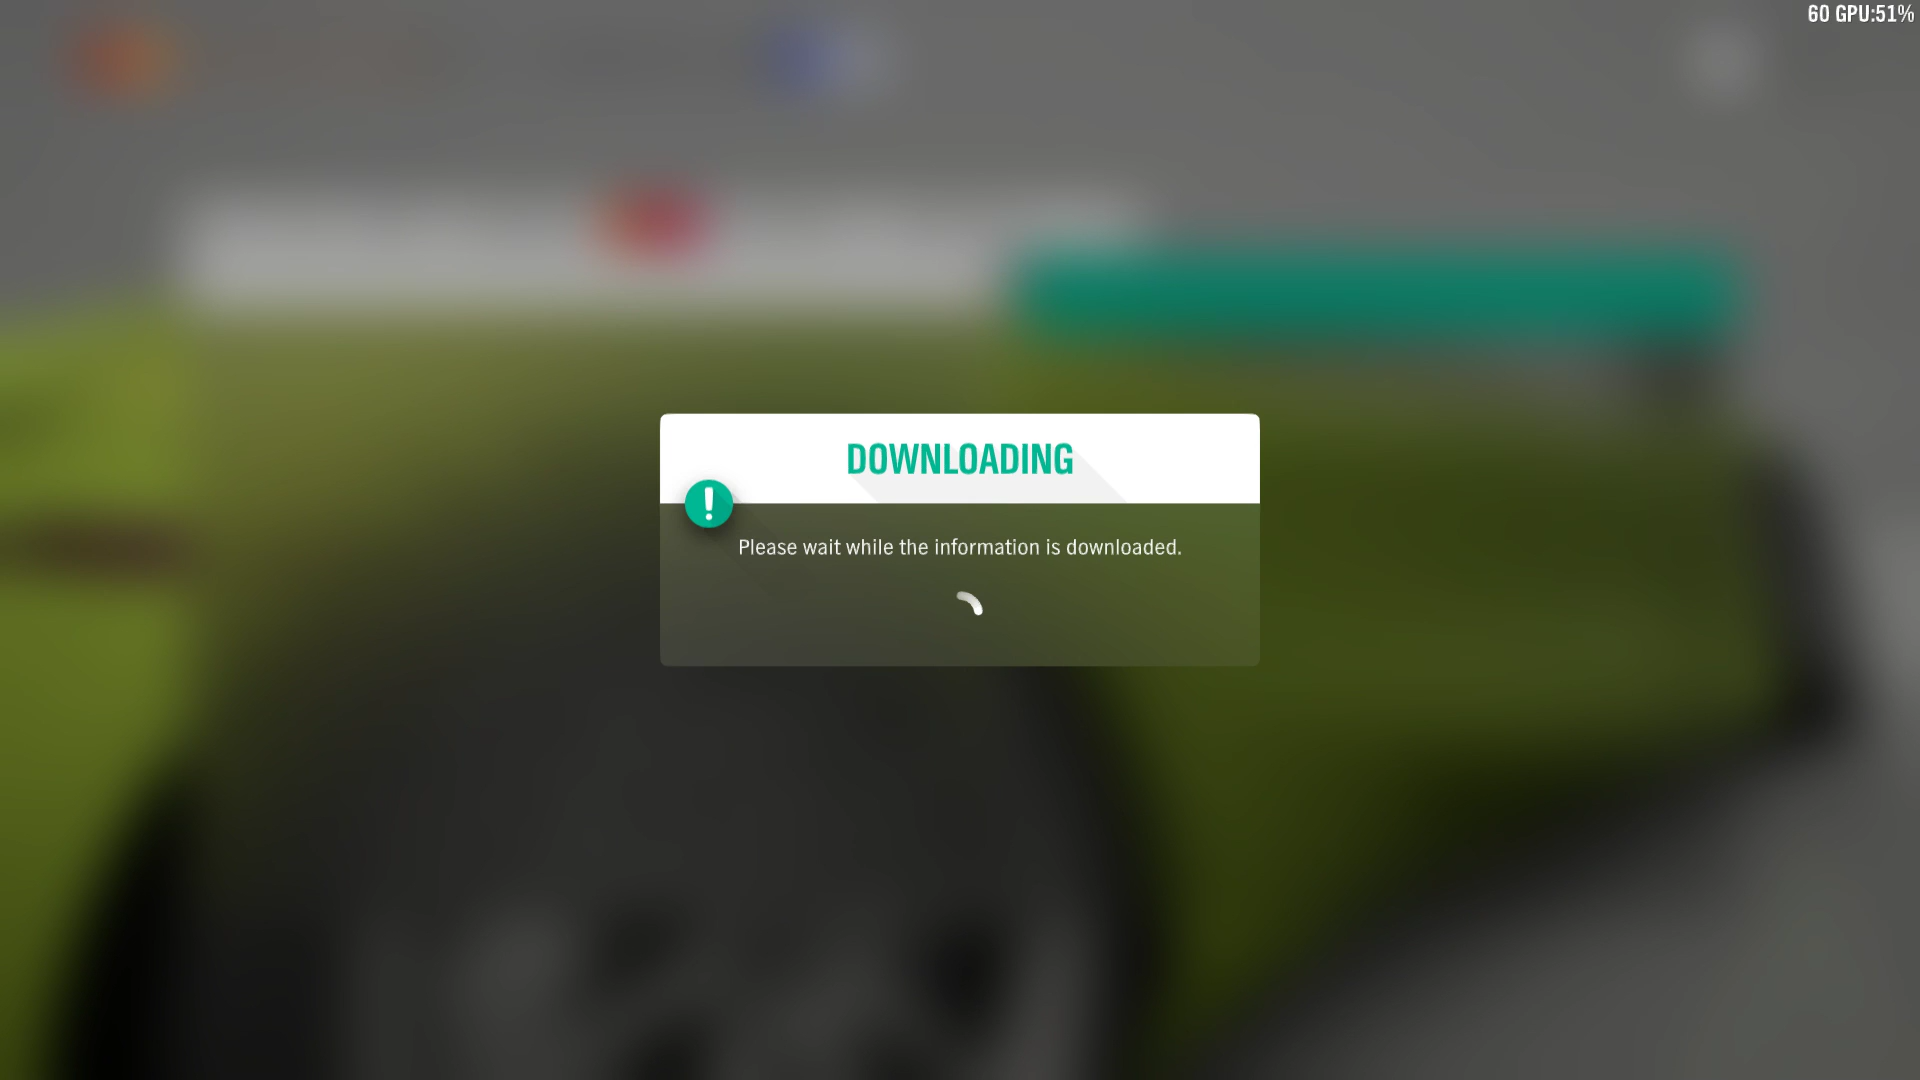 60 GPU:51%
DOWNLOADING
Please wait while the information is downloaded.